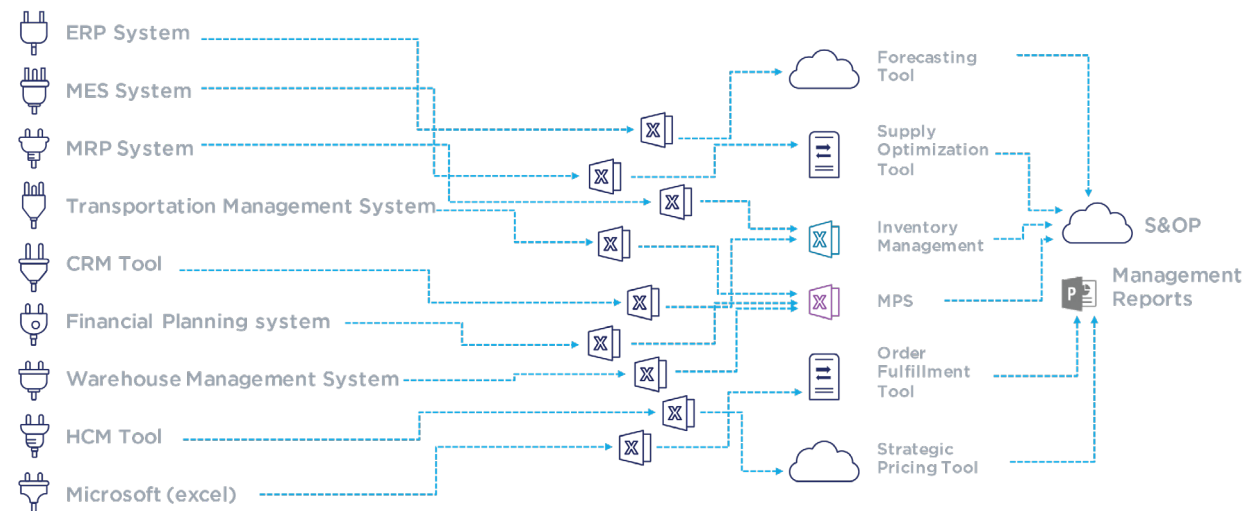 ERP System
MES System
MRP System
Transportation Management System
CRM Tool
Financial Planning system
Warehouse Management System
HCM Tool
Microsoft (excel)
X
X
X
X
X
X
X
X
X
Forecasting
Tool
Supply
Optimization
Tool
X
Inventory
Management
X
MPS
Order
Fulfillment
Tool
Strategic
Pricing Tool
S&OP
P
Management
Reports